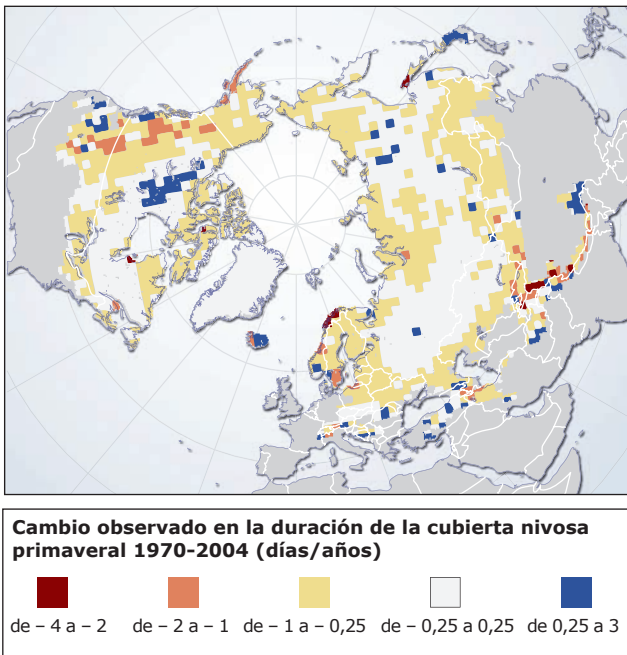 Cambio observado en la duración de la cubierta nivosa
primaveral 1970-2004 (días/años)
de – 4 a – 2 de – 2 a – 1 de – 1 a – 0,25 de – 0,25 a 0,25 de 0,25 a 3